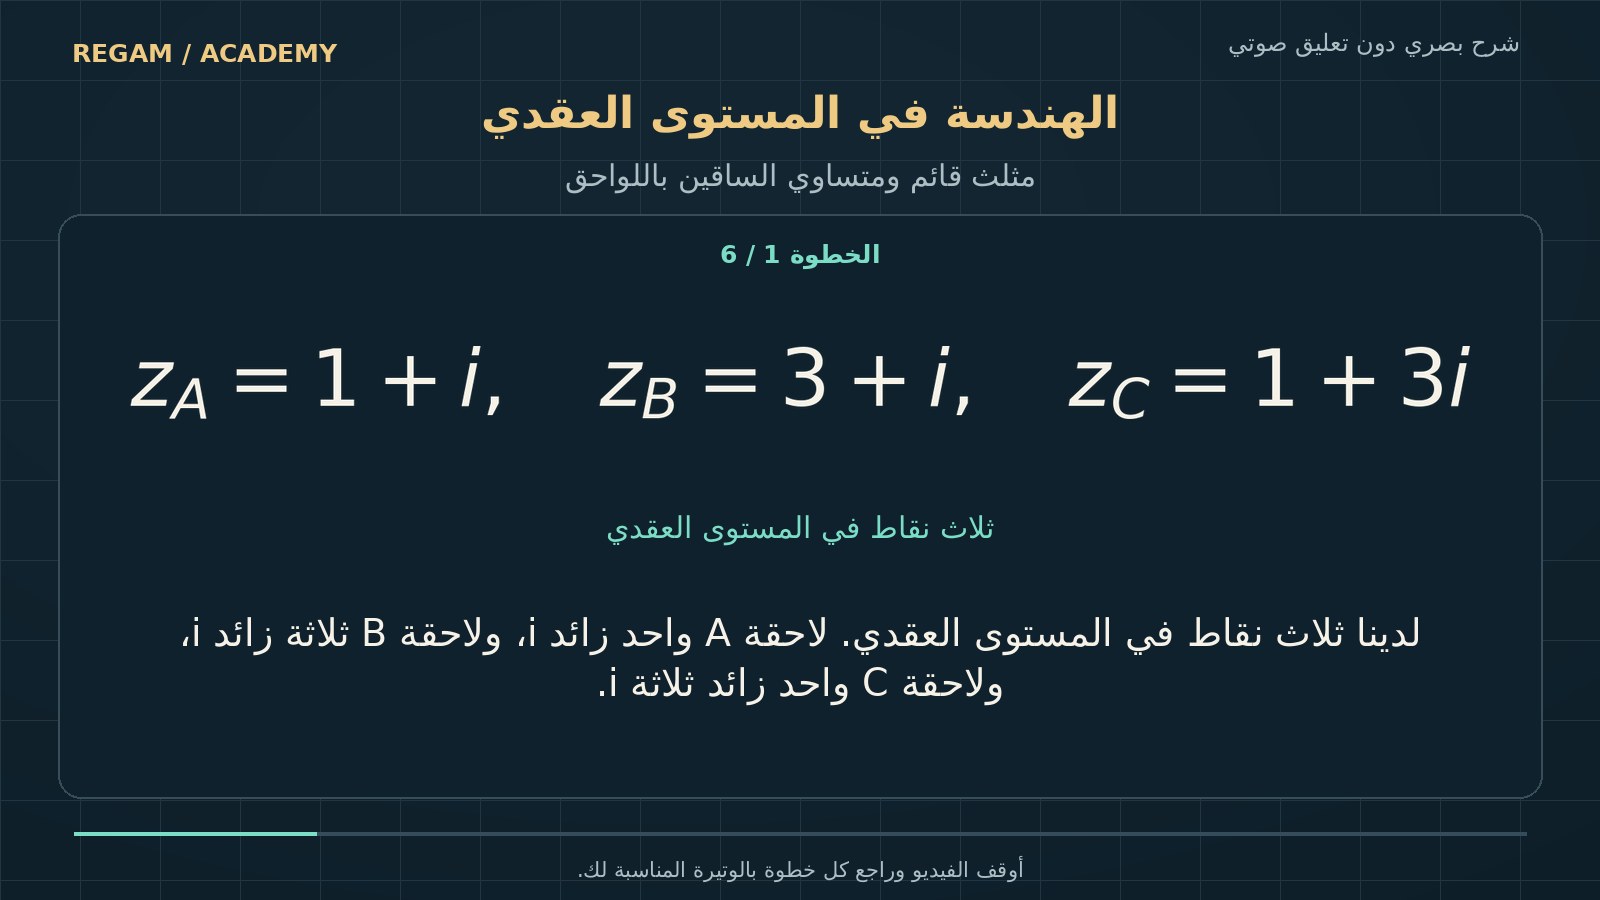 REGAM / ACADEMY
شرح بصري دون تعليق صوتي
الهندسة في المستوى العقدي
مثلث قائم ومتساوي الساقين باللواحق
الخطوة 1 / 6
z_A = 1 + i, z_B = 3 + i, z_C = 1 + 3i
ثلاث نقاط في المستوى العقدي
لدينا ثلاث نقاط في المستوى العقدي. لاحقة A واحد زائد i، ولاحقة B ثلاثة زائد i،
ولاحقة C واحد زائد ثلاثة i.
أوقف الفيديو وراجع كل خطوة بالوتيرة المناسبة لك.